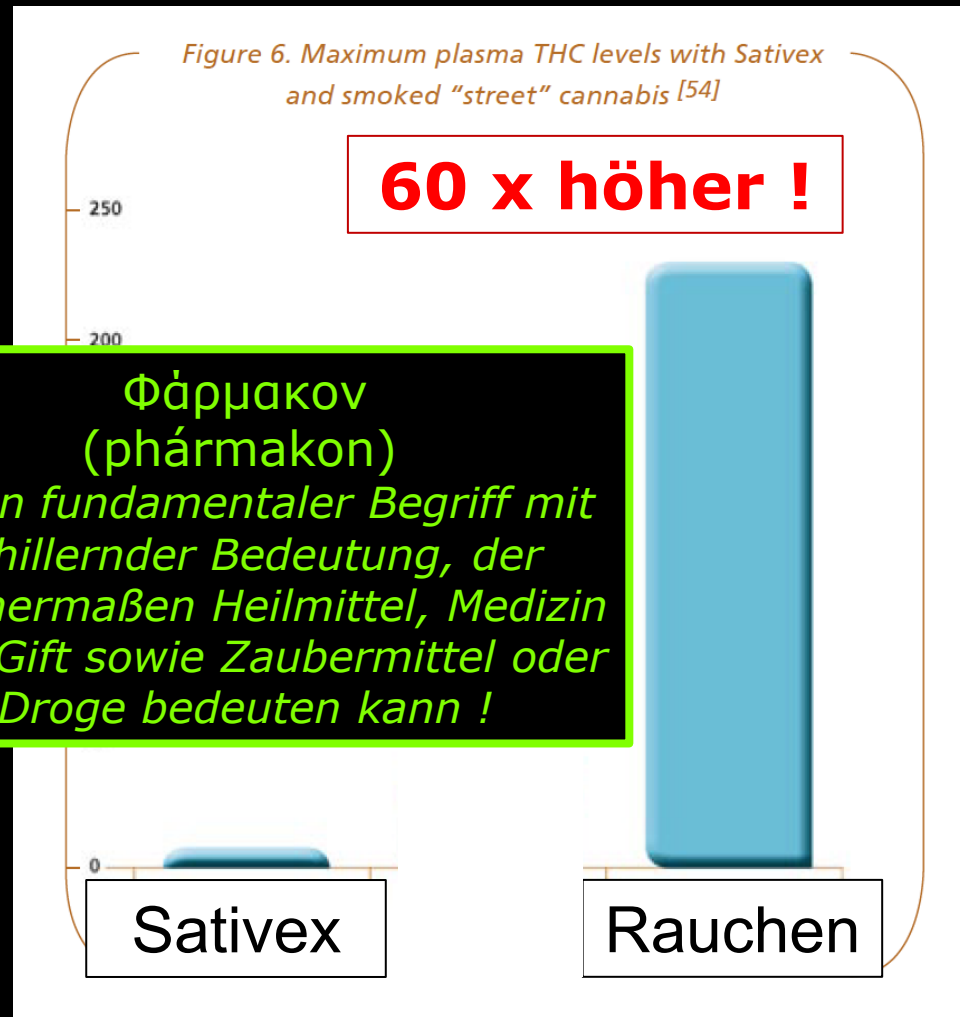 Figure 6. Maximum plasma THC levels with Sativex
and smoked “street” cannabis [54]
60 x höher !
250
200
Φάρμακον
(phármakon)
fundamentaler Begriff mit
Bedeutung, der
Heilmittel, Medizin
Gift sowie Zaubermittel oder
Droge bedeuten kann !
0
Sativex
Rauchen